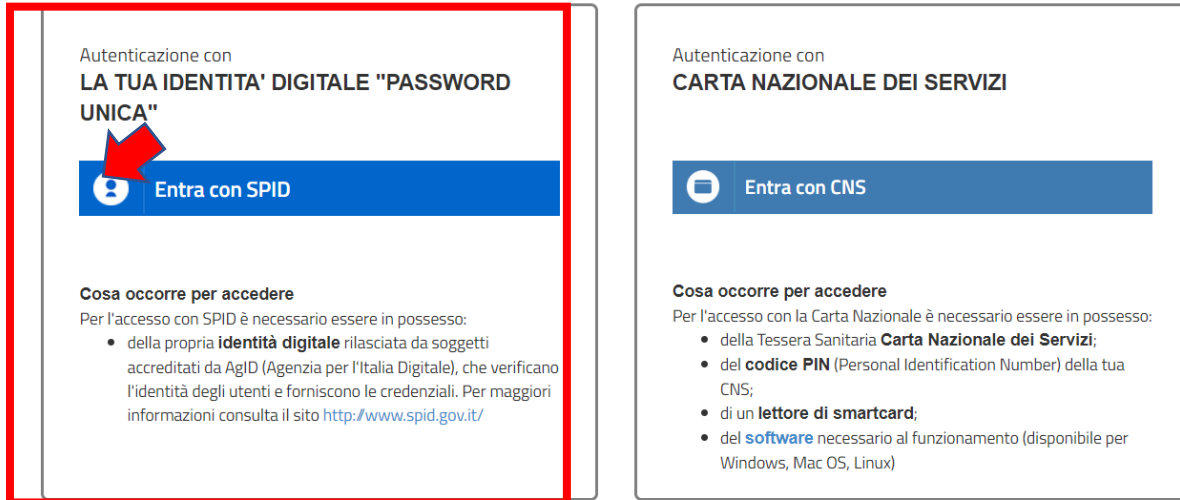 Autenticazione con
LA TUA IDENTITA' DIGITALE "PASSWORD
UNICA"
Entra con SPID
Cosa occorre per accedere
Per l'accesso con SPID è necessario essere in possesso:
• della propria identità digitale rilasciata da soggetti
accreditati da AgID (Agenzia per l'Italia Digitale), che verificano
l'identità degli utenti e forniscono le credenziali. Per maggiori
informazioni consulta il sito http://www.spid.gov.it/
Autenticazione con
CARTA NAZIONALE DEI SERVIZI
Entra con CNS
Cosa occorre per accedere
Per l'accesso con la Carta Nazionale è necessario essere in possesso:
• della Tessera Sanitaria Carta Nazionale dei Servizi;
• del codice PIN (Personal Identification Number) della tua
CNS;
• di un lettore di smartcard;
• del software necessario al funzionamento (disponibile per
Windows, Mac OS, Linux)